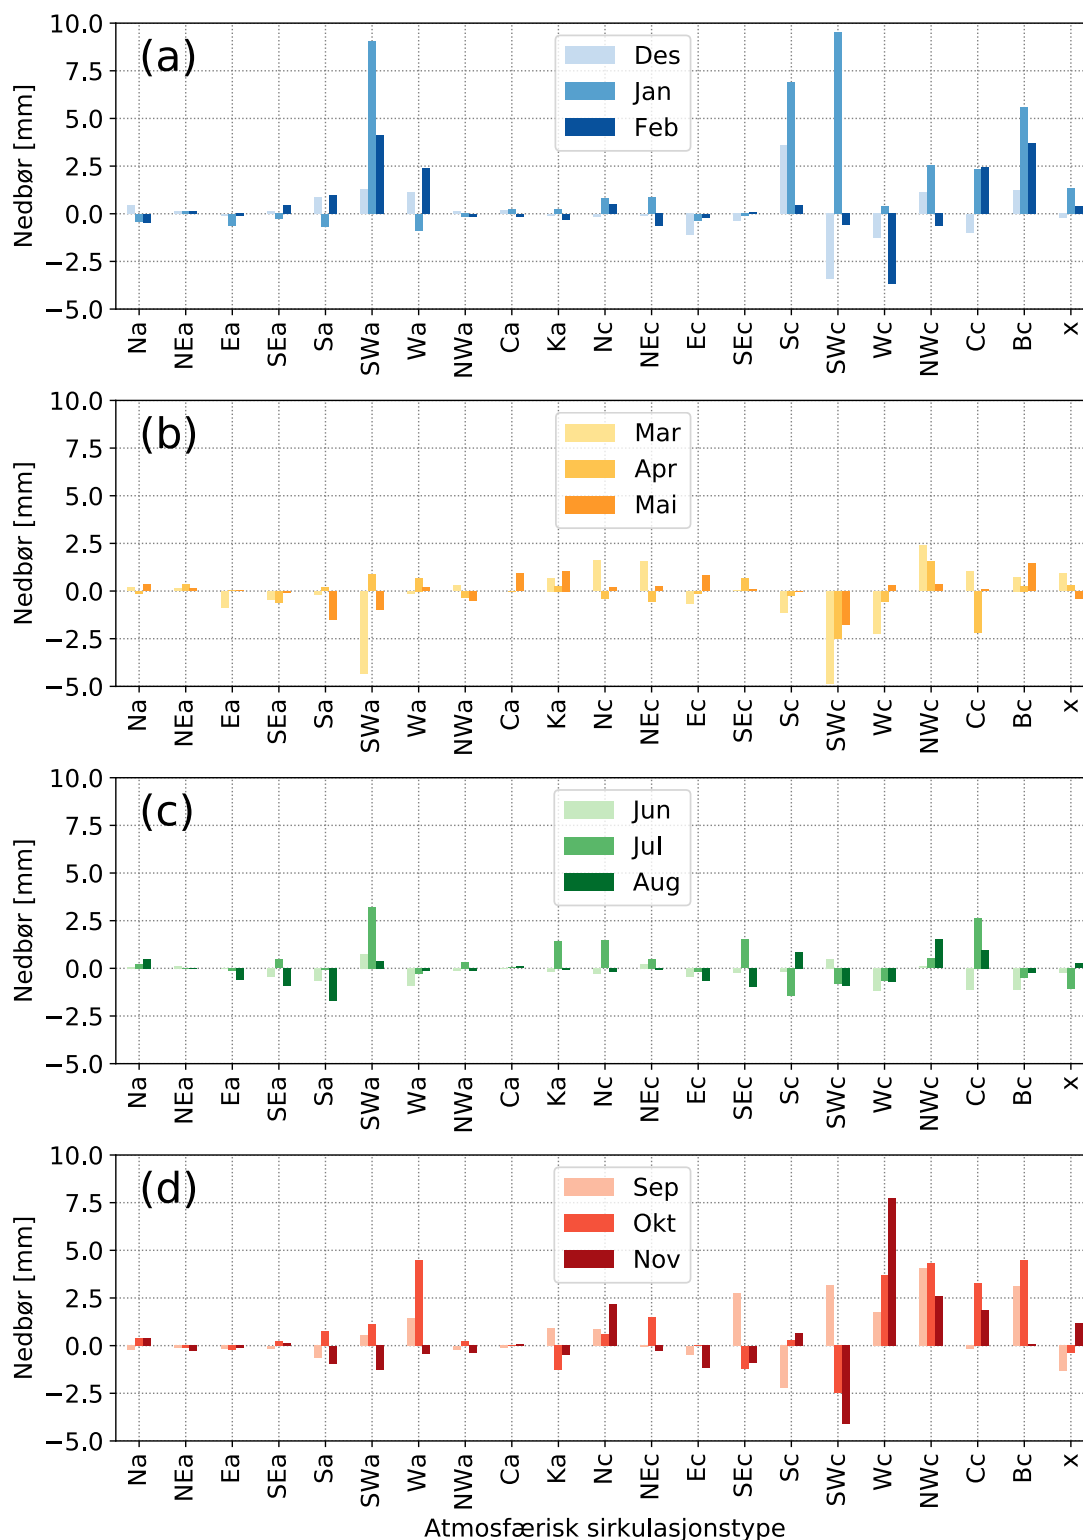 (a)
Nedbør [mm]
10.0
7.5
5.0
2.5
0.0
−2.5
−5.0
Des
Jan
Feb
Na NEa Ea SEa Sa SWa Wa NWa Ca Ka Nc NEc Ec SEc Sc SWc Wc NWc Cc Bc x
(b)
Nedbør [mm]
10.0
7.5
5.0
2.5
0.0
−2.5
−5.0
Mar
Apr
Mai
Na NEa Ea SEa Sa SWa Wa NWa Ca Ka Nc NEc Ec SEc Sc SWc Wc NWc Cc Bc x
(c)
Nedbør [mm]
10.0
7.5
5.0
2.5
0.0
−2.5
−5.0
Jun
Jul
Aug
Na NEa Ea SEa Sa SWa Wa NWa Ca Ka Nc NEc Ec SEc Sc SWc Wc NWc Cc Bc x
(d)
Nedbør [mm]
10.0
7.5
5.0
2.5
0.0
−2.5
−5.0
Sep
Okt
Nov
Na NEa Ea SEa Sa SWa Wa NWa Ca Ka Nc NEc Ec SEc Sc SWc Wc NWc Cc Bc x
Atmosfærisk sirkulasjonstype